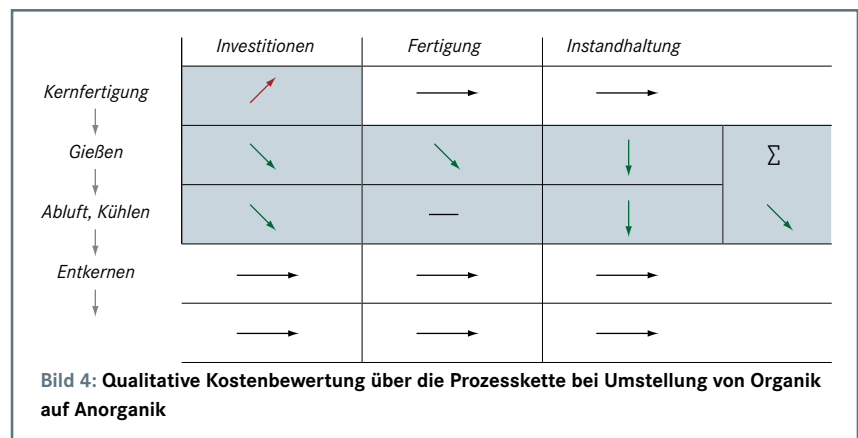 Investitionen Fertigung Instandhaltung
Kernfertigung
Gießen Σ
Abluft, Kühlen
Entkernen
Bild 4: Qualitative Kostenbewertung über die Prozesskette bei Umstellung von Organik
auf Anorganik